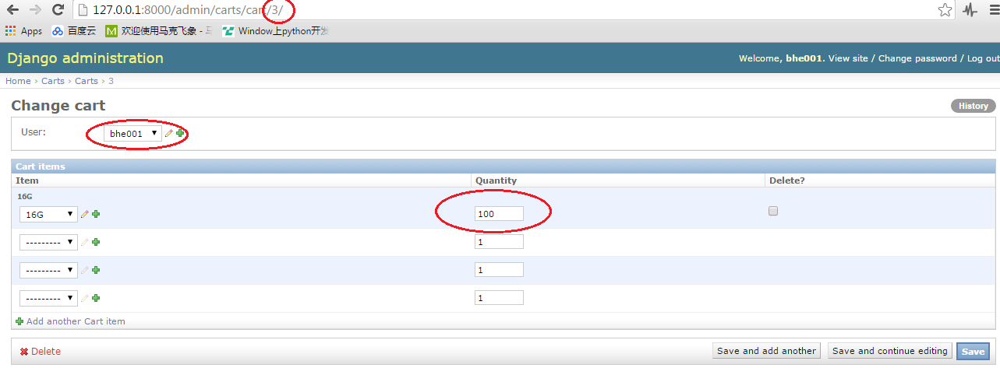 127.0.0.1:8000/admin/carts/cart/3/
Apps 百度云 M 欢迎使用马克飞象 - 马 Window上python开发
Django administration
Welcome, bhe001. View site / Change password / Log out
Home › Carts › Carts › 3
Change cart
History
User: bhe001
Cart items
Item Quantity Delete?
16G
16G 100
--------- 1
--------- 1
--------- 1
Add another Cart item
Delete Save and add another Save and continue editing Save